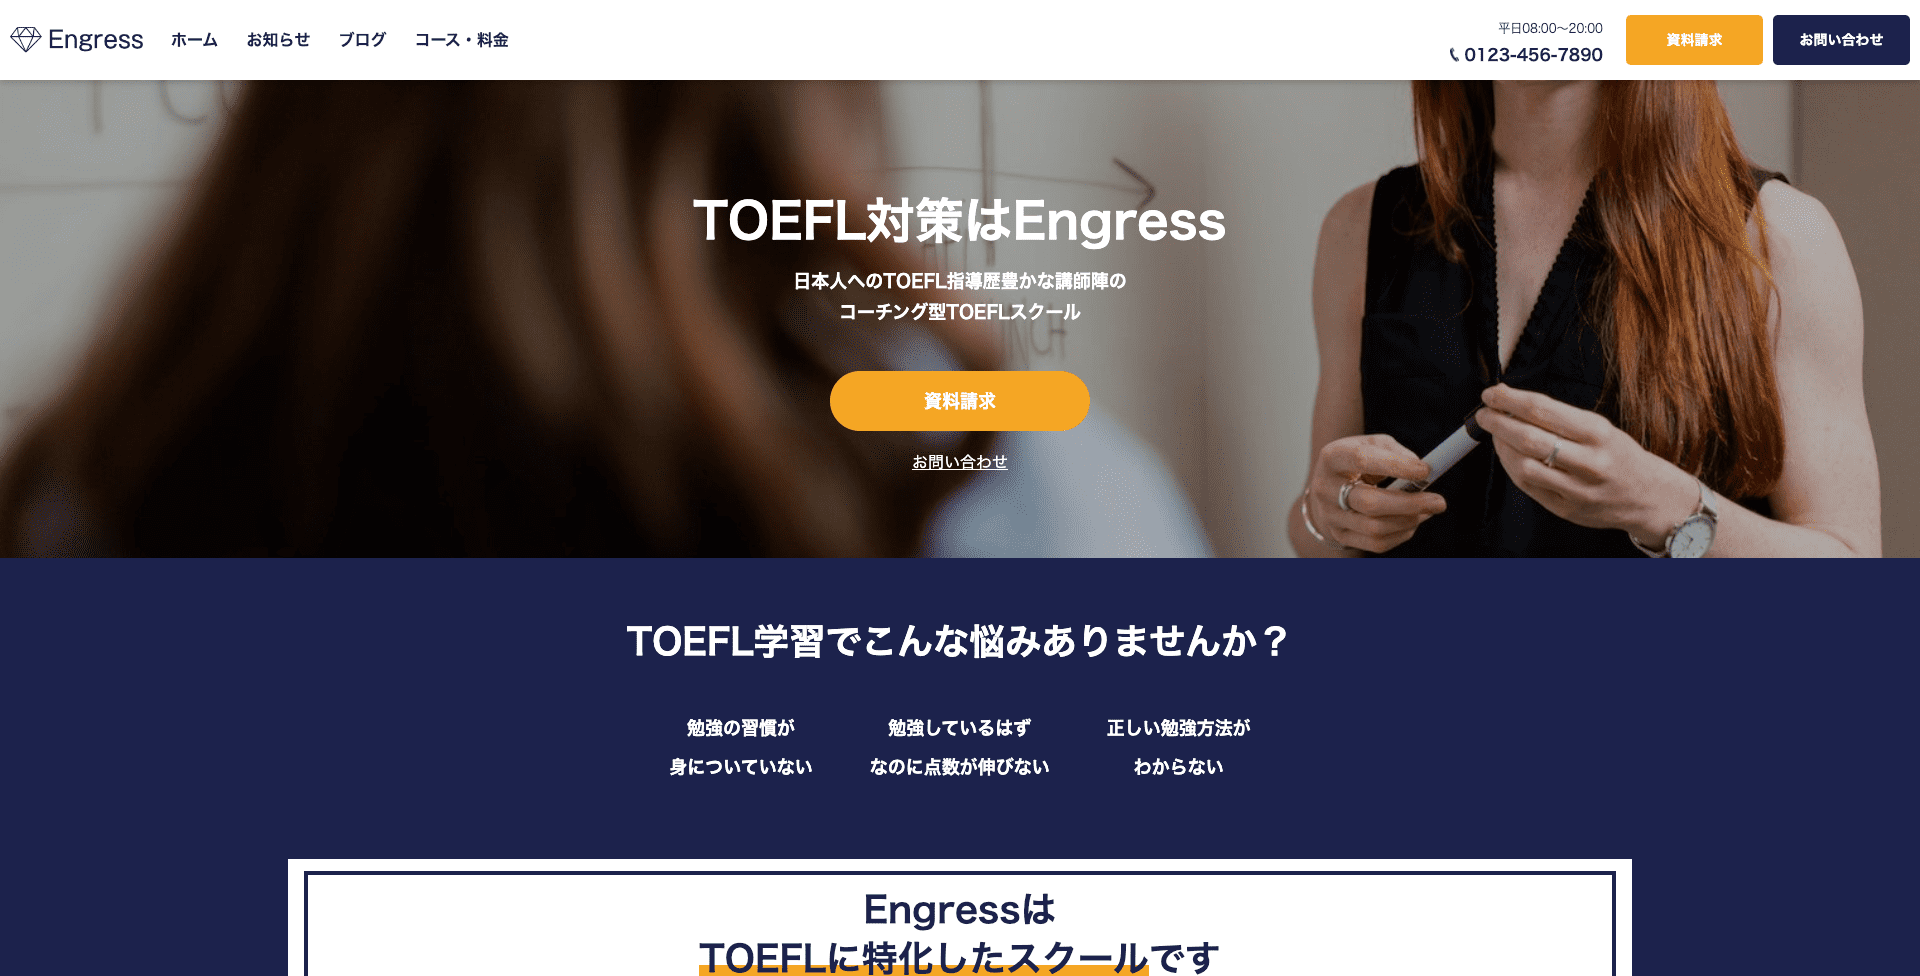 Engress
ホーム
お知らせ
ブログ
コース・料金
平日08:00〜20:00
0123-456-7890
資料請求
お問い合わせ
TOEFL対策はEngress
日本人へのTOEFL指導歴豊かな講師陣の
コーチング型TOEFLスクール
資料請求
お問い合わせ
TOEFL学習でこんな悩みありませんか？
勉強の習慣が
身についていない
勉強しているはず
なのに点数が伸びない
正しい勉強方法が
わからない
Engressは
TOEFLに特化したスクールです